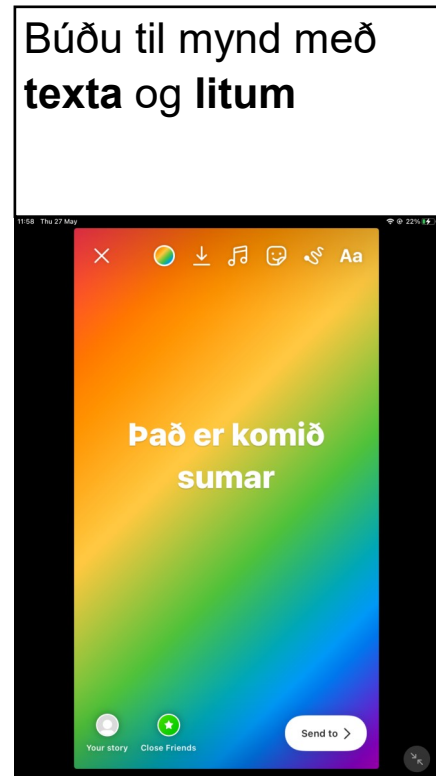 Búðu til mynd með
texta og litum
11:58 Thu 27 May
22%
Aa
Það er komið
sumar
Your story
Close Friends
Send to